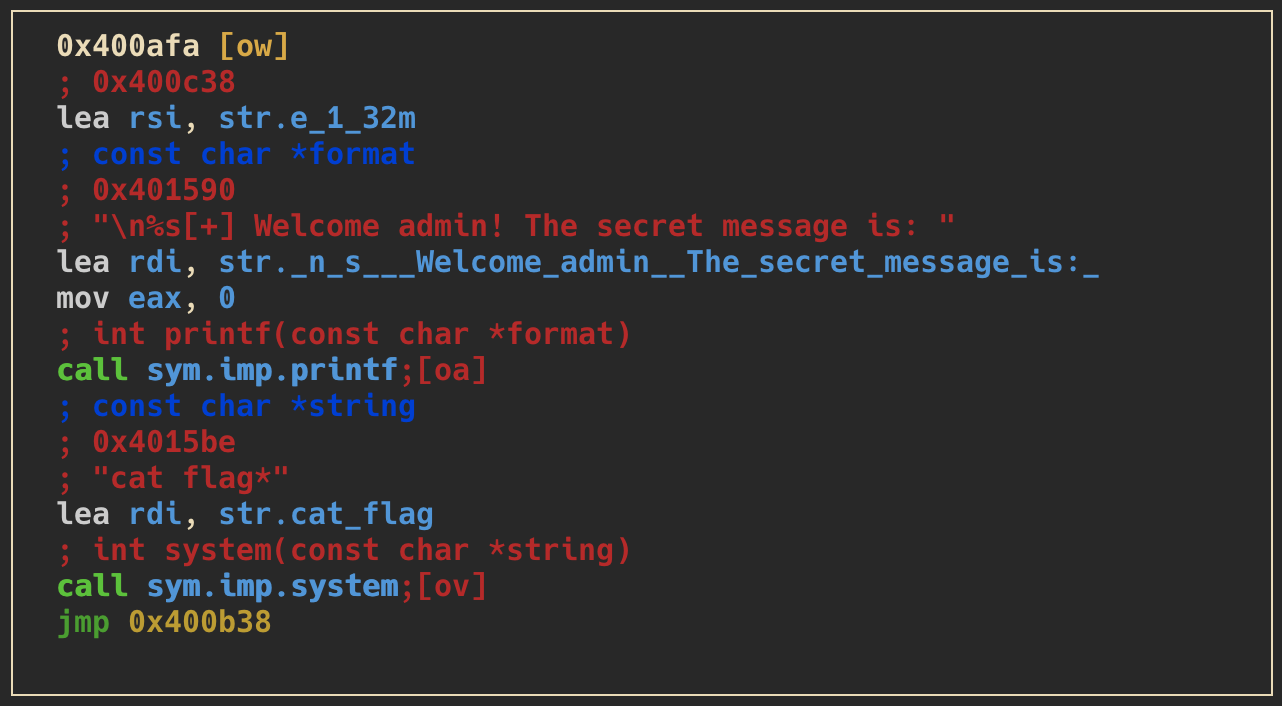 0x400afa [ow]
; 0x400c38
lea rsi, str.e_1_32m
; const char *format
; 0x401590
; "\n%s[+] Welcome admin! The secret message is: "
lea rdi, str._n_s___Welcome_admin__The_secret_message_is:_
mov eax, 0
; int printf(const char *format)
call sym.imp.printf;[oa]
; const char *string
; 0x4015be
; "cat flag*"
lea rdi, str.cat_flag
; int system(const char *string)
call sym.imp.system;[ov]
jmp 0x400b38